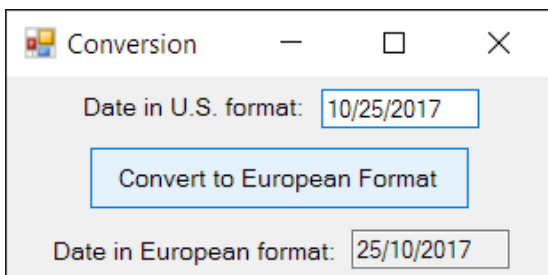 Conversion
Date in U.S. format: 10/25/2017
Convert to European Format
Date in European format: 25/10/2017